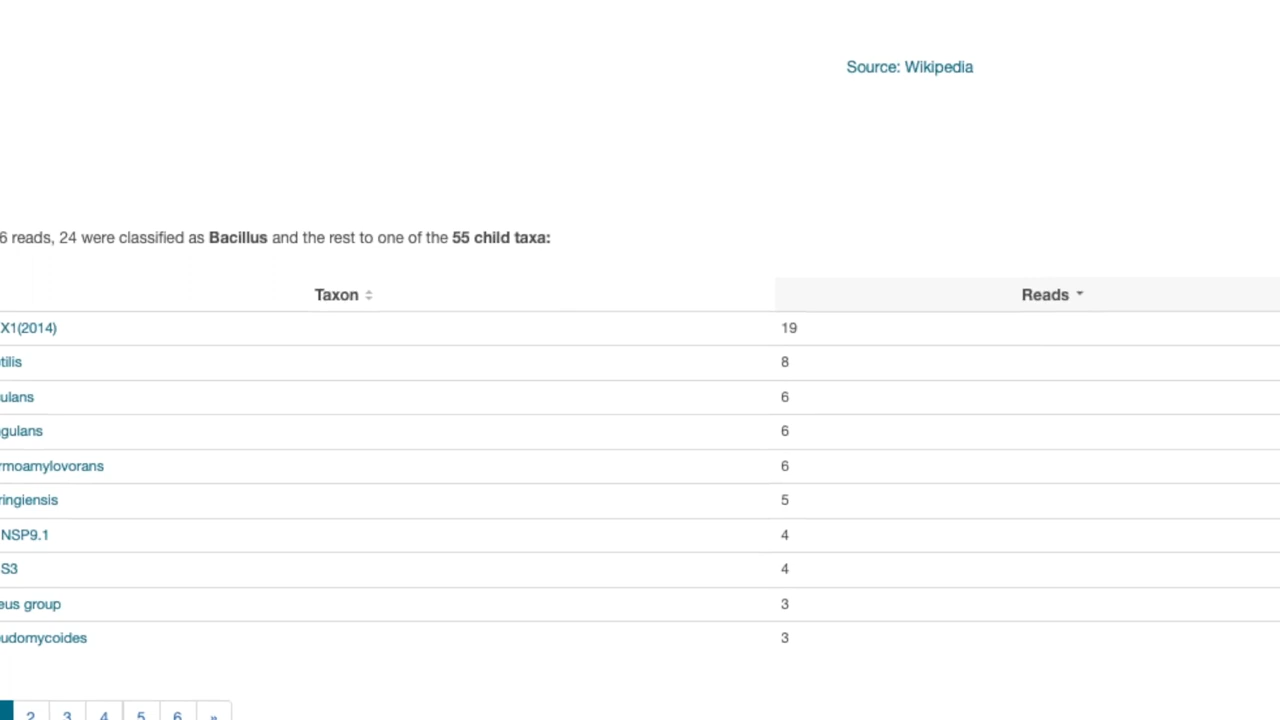 Source: Wikipedia
6 reads, 24 were classified as Bacillus and the rest to one of the 55 child taxa:
Taxon Reads
X1(2014) 19
tilis 8
ulans 6
gulans 6
rmoamylovorans 6
ringiensis 5
NSP9.1 4
S3 4
eus group 3
udomycoides 3
2 3 4 5 6 »